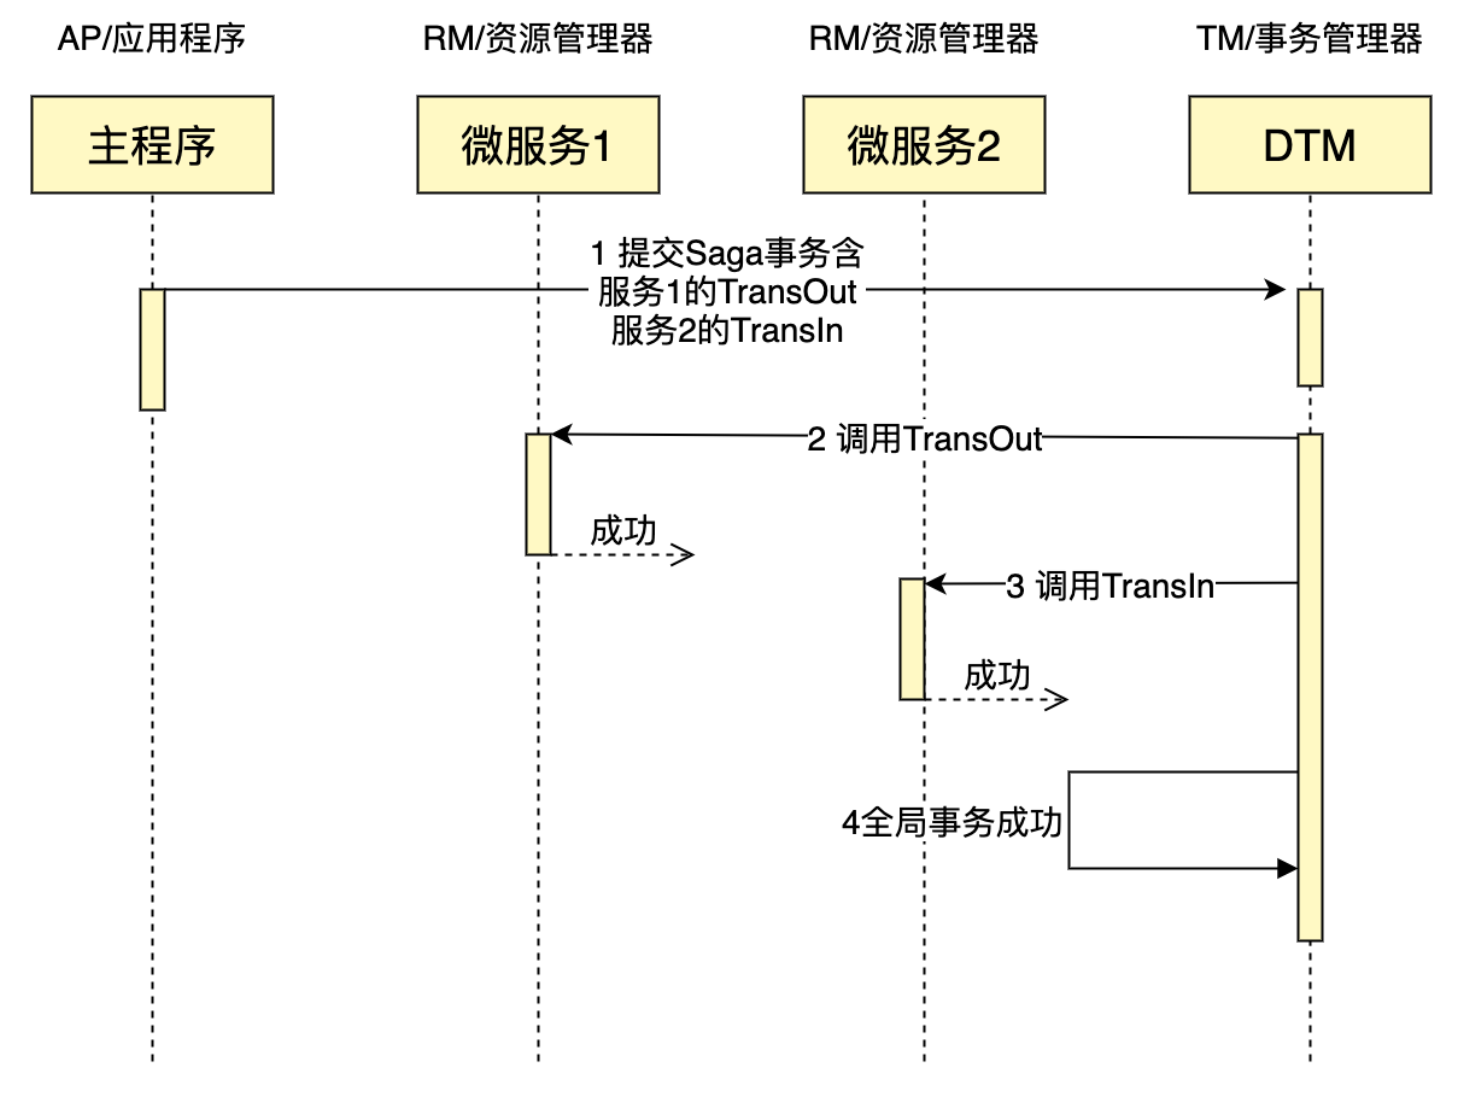 AP/应用程序
RM/资源管理器
RM/资源管理器
TM/事务管理器
主程序
微服务1
微服务2
DTM
1 提交Saga事务含
服务1的TransOut
服务2的TransIn
2 调用TransOut
成功
3 调用TransIn
成功
4全局事务成功